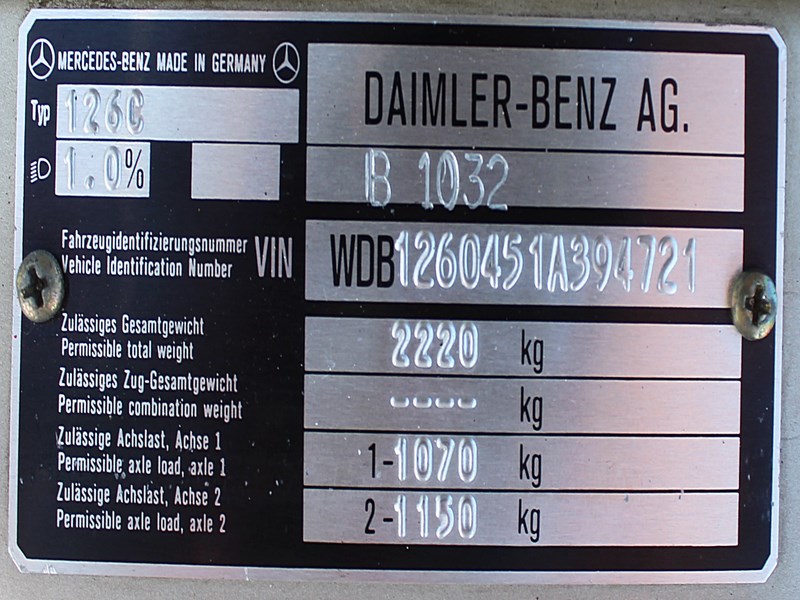 MERCEDES-BENZ MADE IN GERMANY
DAIMLER-BENZ AG.
Typ 126C
1.0%
B 1032
Fahrzeugidentifizierungsnummer
Vehicle Identification Number
VIN
WDB1260451A394721
Zulässiges Gesamtgewicht
Permissible total weight
2220 kg
Zulässiges Zug-Gesamtgewicht
Permissible combination weight
---- kg
Zulässige Achslast, Achse 1
Permissible axle load, axle 1
1-1070 kg
Zulässige Achslast, Achse 2
Permissible axle load, axle 2
2-1150 kg